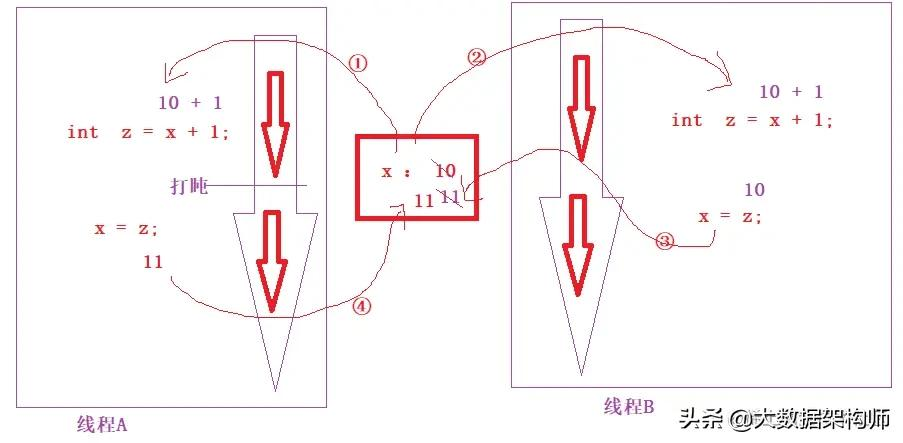 ①
②
10 + 1
int z = x + 1;
打盹
x = z;
11
④
线程A
x : 10
11 11
10 + 1
int z = x + 1;
10
x = z;
③
线程B
头条 @大数据架构师